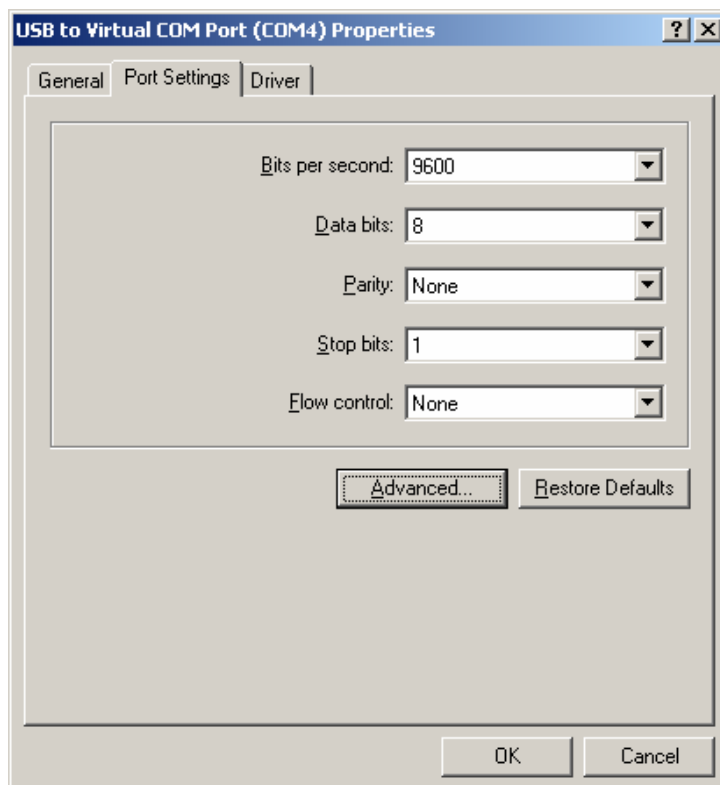 USB to Virtual COM Port (COM4) Properties
General Port Settings Driver
Bits per second: 9600
Data bits: 8
Parity: None
Stop bits: 1
Flow control: None
Advanced... Restore Defaults
OK Cancel